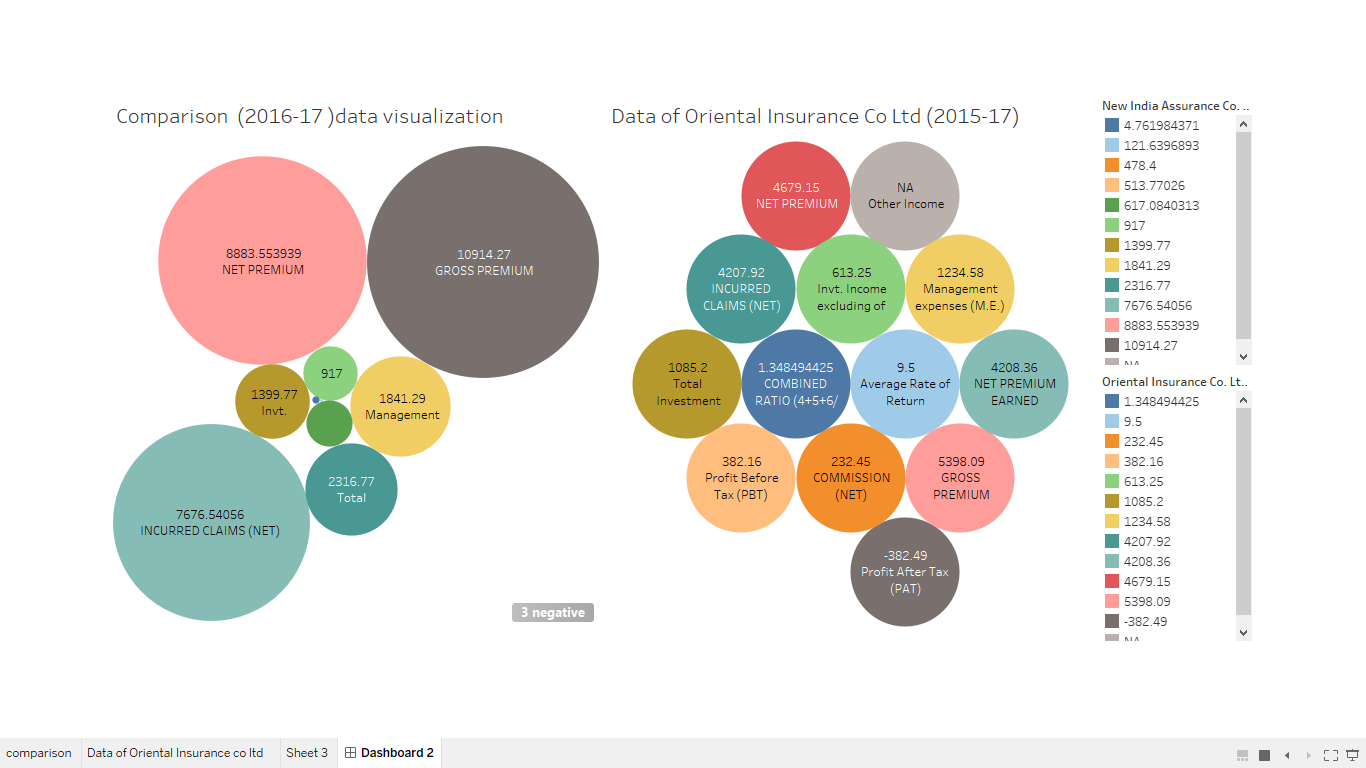 Comparison (2016-17 )data visualization
8883.553939
NET PREMIUM
10914.27
GROSS PREMIUM
917
1399.77
Invt.
1841.29
Management
2316.77
Total
7676.54056
INCURRED CLAIMS (NET)
3 negative
Data of Oriental Insurance Co Ltd (2015-17)
4679.15
NET PREMIUM
NA
Other Income
4207.92
INCURRED
CLAIMS (NET)
613.25
Invt. Income
excluding of
1234.58
Management
expenses (M.E.)
1085.2
Total
Investment
1.348494425
COMBINED
RATIO (4+5+6/
9.5
Average Rate of
Return
4208.36
NET PREMIUM
EARNED
382.16
Profit Before
Tax (PBT)
232.45
COMMISSION
(NET)
5398.09
GROSS
PREMIUM
-382.49
Profit After Tax
(PAT)
New India Assurance Co. ..
4.761984371
121.6396893
478.4
513.77026
617.0840313
917
1399.77
1841.29
2316.77
7676.54056
8883.553939
10914.27
NA
Oriental Insurance Co. Lt..
1.348494425
9.5
232.45
382.16
613.25
1085.2
1234.58
4207.92
4208.36
4679.15
5398.09
-382.49
NA
comparison
Data of Oriental Insurance co ltd
Sheet 3
Dashboard 2